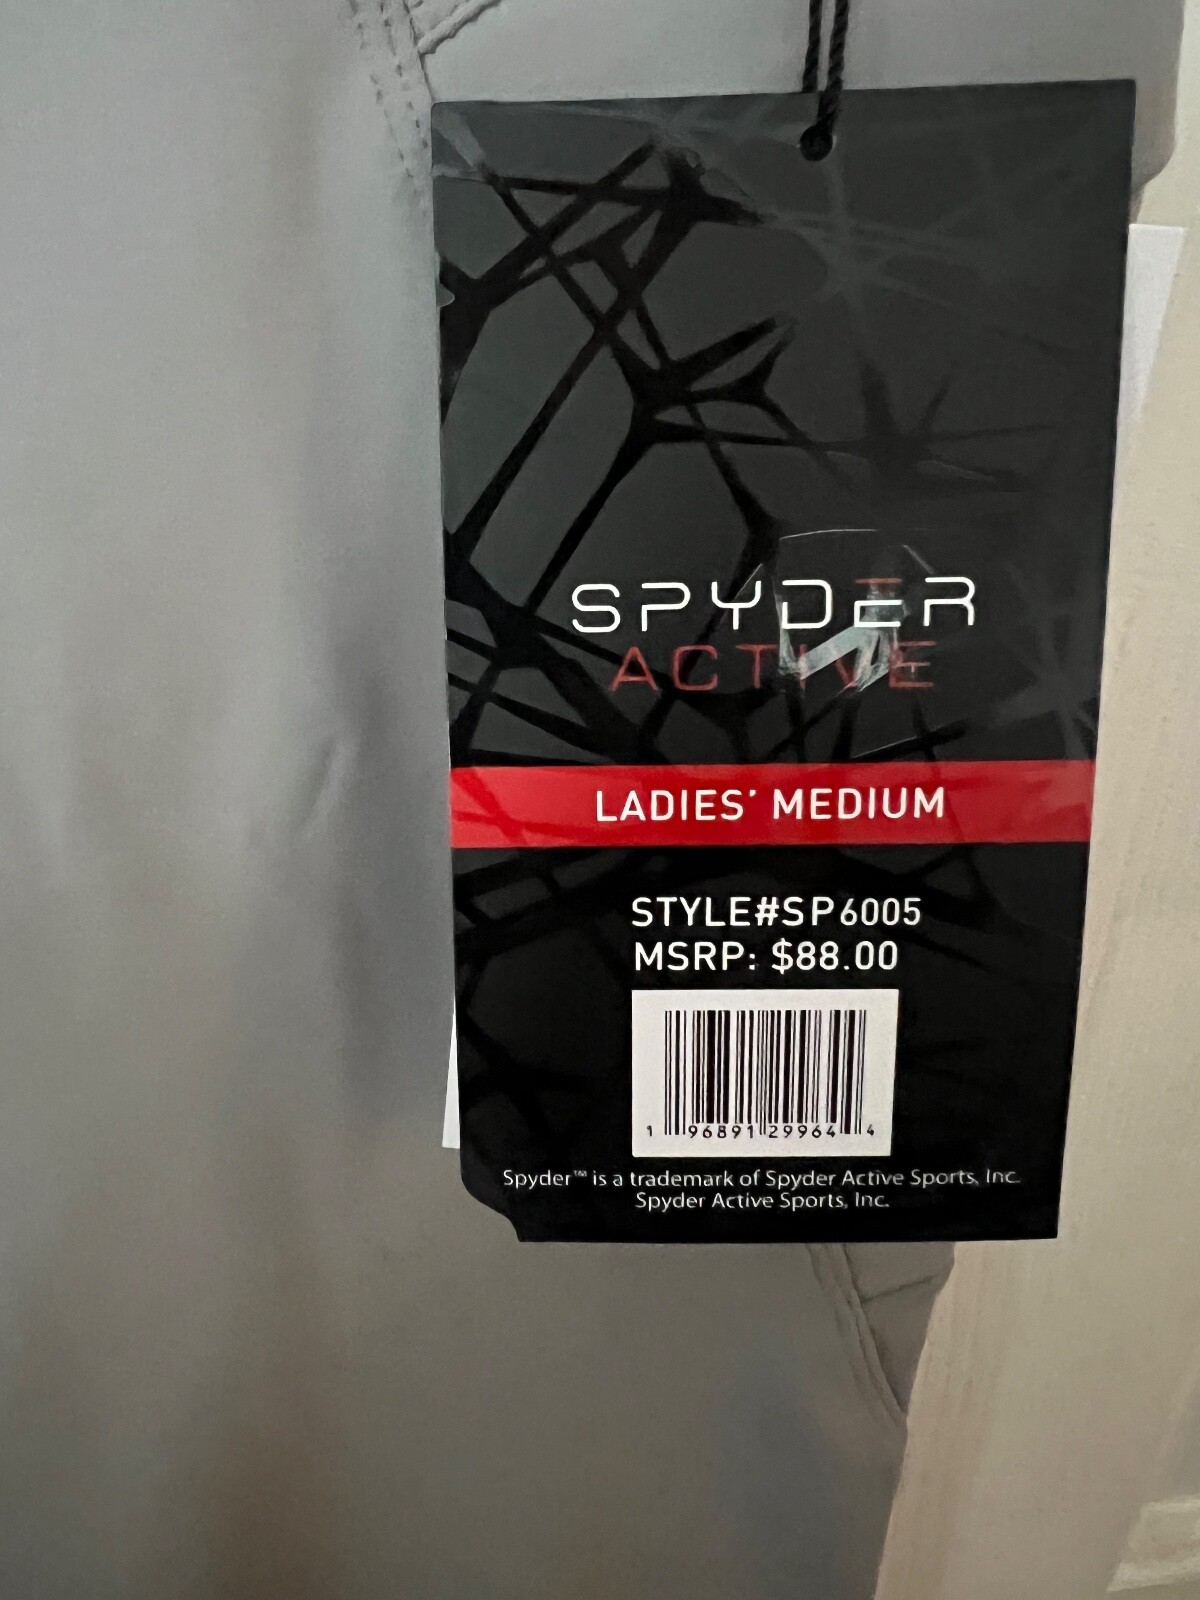 SPYDER
ACTIVE
LADIES' MEDIUM
STYLE#SP6005
MSRP: $88.00
1 96891 29964 4
Spyder™ is a trademark of Spyder Active Sports, Inc.
Spyder Active Sports, Inc.